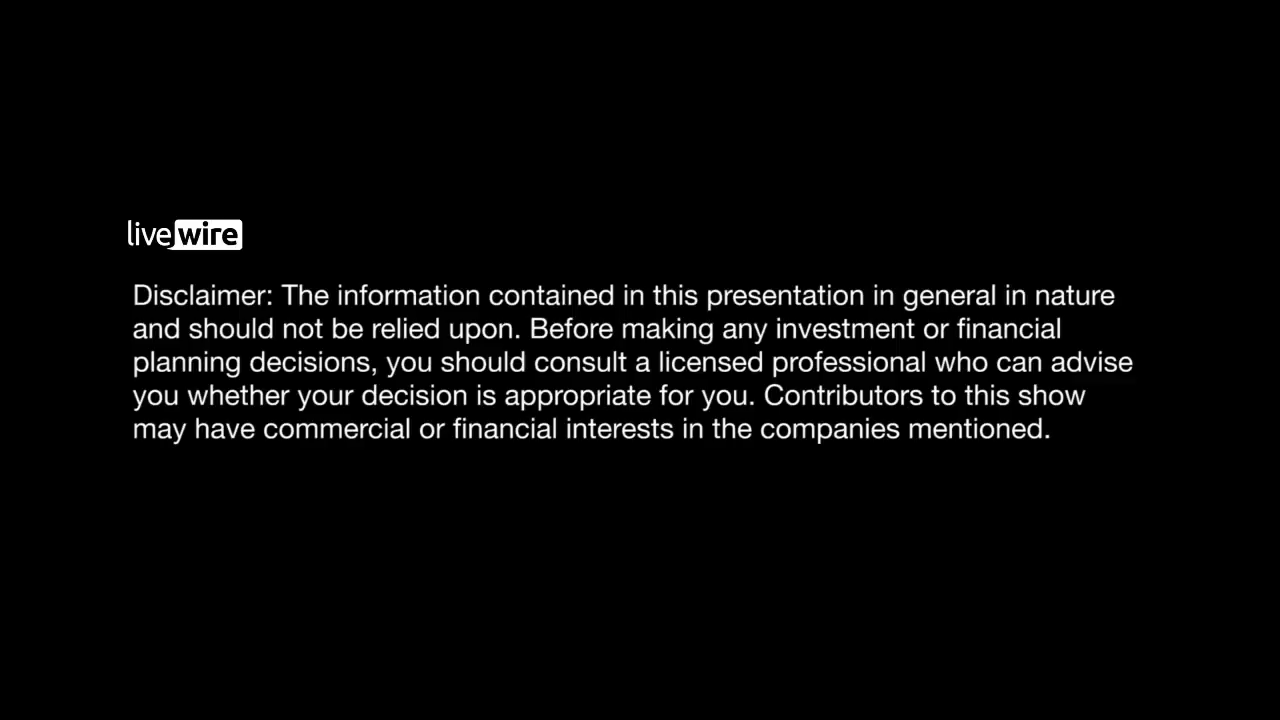 livewire
Disclaimer: The information contained in this presentation in general in nature
and should not be relied upon. Before making any investment or financial
planning decisions, you should consult a licensed professional who can advise
you whether your decision is appropriate for you. Contributors to this show
may have commercial or financial interests in the companies mentioned.